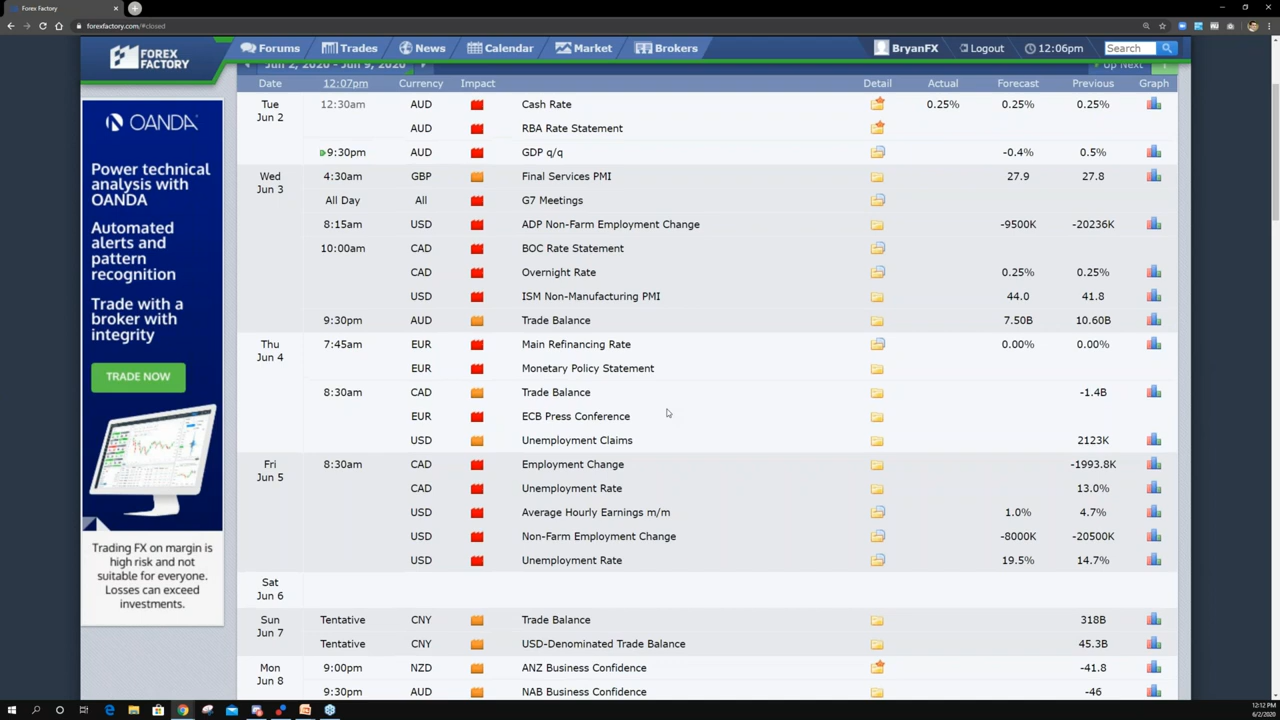 Forex Factory
forexfactory.com/#closed
FOREX
FACTORY
Forums Trades News Calendar Market Brokers BryanFX Logout 12:06pm Search
Jun 2, 2020 - Jun 9, 2020 Up Next
Date 12:07pm Currency Impact Detail Actual Forecast Previous Graph
Tue
Jun 2
12:30am AUD Cash Rate 0.25% 0.25% 0.25%
AUD RBA Rate Statement
9:30pm AUD GDP q/q -0.4% 0.5%
Wed
Jun 3
4:30am GBP Final Services PMI 27.9 27.8
All Day All G7 Meetings
8:15am USD ADP Non-Farm Employment Change -9500K -20236K
10:00am CAD BOC Rate Statement
CAD Overnight Rate 0.25% 0.25%
USD ISM Non-Manufacturing PMI 44.0 41.8
9:30pm AUD Trade Balance 7.50B 10.60B
Thu
Jun 4
7:45am EUR Main Refinancing Rate 0.00% 0.00%
EUR Monetary Policy Statement
8:30am CAD Trade Balance -1.4B
EUR ECB Press Conference
USD Unemployment Claims 2123K
Fri
Jun 5
8:30am CAD Employment Change -1993.8K
CAD Unemployment Rate 13.0%
USD Average Hourly Earnings m/m 1.0% 4.7%
USD Non-Farm Employment Change -8000K -20500K
USD Unemployment Rate 19.5% 14.7%
Sat
Jun 6
Sun
Jun 7
Tentative CNY Trade Balance 318B
Tentative CNY USD-Denominated Trade Balance 45.3B
Mon
Jun 8
9:00pm NZD ANZ Business Confidence -41.8
9:30pm AUD NAB Business Confidence -46
OANDA
Power technical
analysis with
OANDA
Automated
alerts and
pattern
recognition
Trade with a
broker with
integrity
TRADE NOW
Trading FX on margin is
high risk and not
suitable for everyone.
Losses can exceed
investments.
12:12 PM
6/2/2020